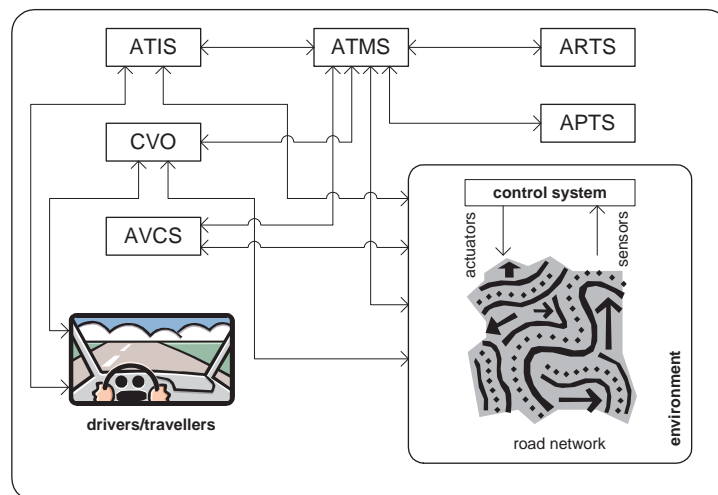 ATIS
ATMS
ARTS
APTS
CVO
AVCS
control system
actuators
sensors
road network
environment
drivers/travellers